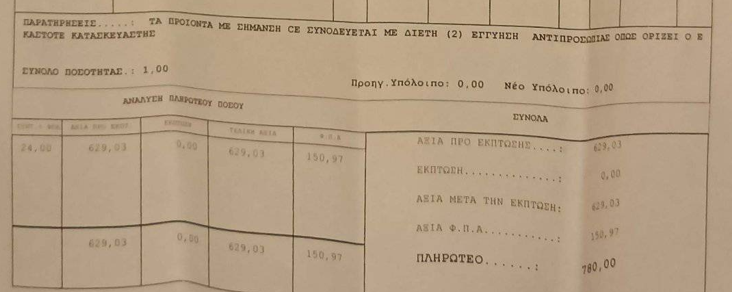 ΠΑΡΑΤΗΡΗΣΕΙΣ.....: ΤΑ ΠΡΟΙΟΝΤΑ ΜΕ ΣΗΜΑΝΣΗ CE ΣΥΝΟΔΕΥΕΤΑΙ ΜΕ ΔΙΕΤΗ (2) ΕΓΓΥΗΣΗ ΑΝΤΙΠΡΟΣΩΠΙΑΣ ΟΠΩΣ ΟΡΙΖΕΙ Ο Ε
ΚΑΣΤΟΤΕ ΚΑΤΑΣΚΕΥΑΣΤΗΣ
ΣΥΝΟΛΟ ΠΟΣΟΤΗΤΑΣ.: 1,00
Προηγ.Υπόλοιπο: 0,00 Νέο Υπόλοιπο: 0,00
ΑΝΑΛΥΣΗ ΠΛΗΡΩΤΕΟΥ ΠΟΣΟΥ
ΣΥΝΟΛΑ
ΑΞΙΑ ΠΡΟ ΕΚΠΤ. ΕΚΠΤΩΣΗ ΤΕΛΙΚΗ ΑΞΙΑ Φ.Π.Α
24.00 629,03 0,00 629,03 150,97
629,03 0,00 629,03 150,97
ΑΞΙΑ ΠΡΟ ΕΚΠΤΩΣΗΣ....: 629,03
ΕΚΠΤΩΣΗ.............: 0,00
ΑΞΙΑ ΜΕΤΑ ΤΗΝ ΕΚΠΤΩΣΗ: 629,03
ΑΞΙΑ Φ.Π.Α..........: 150,97
ΠΛΗΡΩΤΕΟ......: 780,00